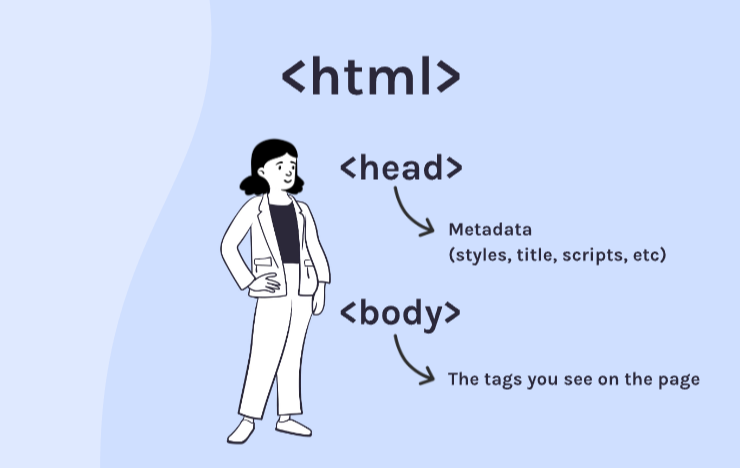 <html>
<head>
Metadata
(styles, title, scripts, etc)
<body>
The tags you see on the page